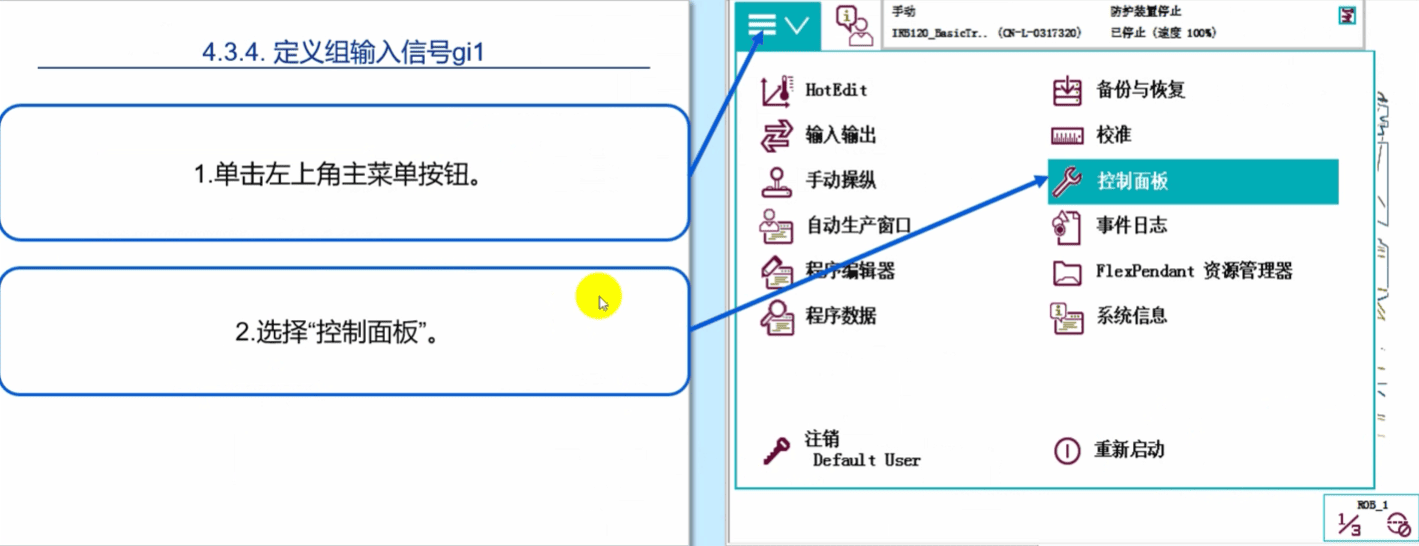 4.3.4. 定义组输入信号gi1
1.单击左上角主菜单按钮。
2.选择“控制面板”。
手动
防护装置停止
IRB120_BasicTr.. (CN-L-0317320)
已停止 (速度 100%)
HotEdit
备份与恢复
输入输出
校准
手动操纵
控制面板
自动生产窗口
事件日志
程序编辑器
FlexPendant 资源管理器
程序数据
系统信息
注销
Default User
重新启动
ROB_1
1/3